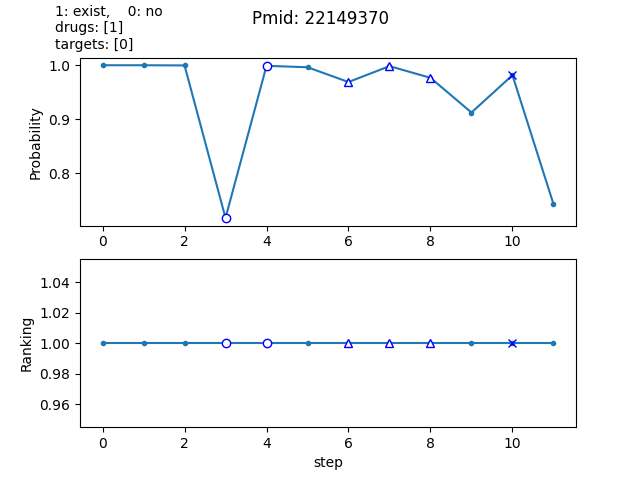 1: exist,    0: no
drugs: [1]
targets: [0]
Pmid: 22149370
1.0
0.9
0.8
Probability
0 2 4 6 8 10
1.04
1.02
1.00
0.98
0.96
Ranking
0 2 4 6 8 10
step